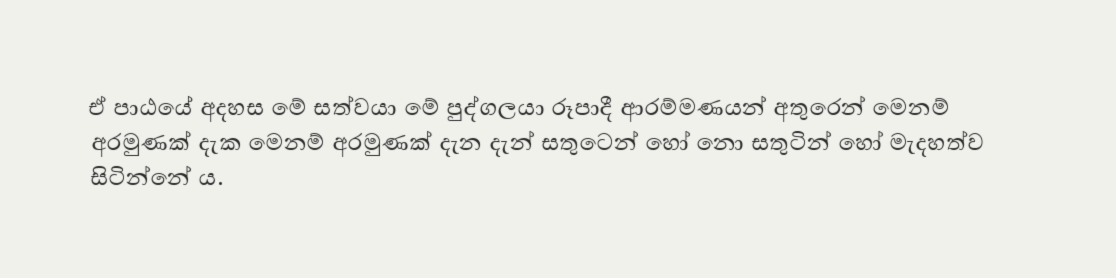 ඒ පාඨයේ අදහස මේ සත්වයා මේ පුද්ගලයා රූපාදී ආරම්මණයන් අතුරෙන් මෙනම්
අරමුණක් දැක මෙනම් අරමුණක් දැන දැන් සතුටෙන් හෝ නො සතුටින් හෝ මැදහත්ව
සිටින්නේ ය.